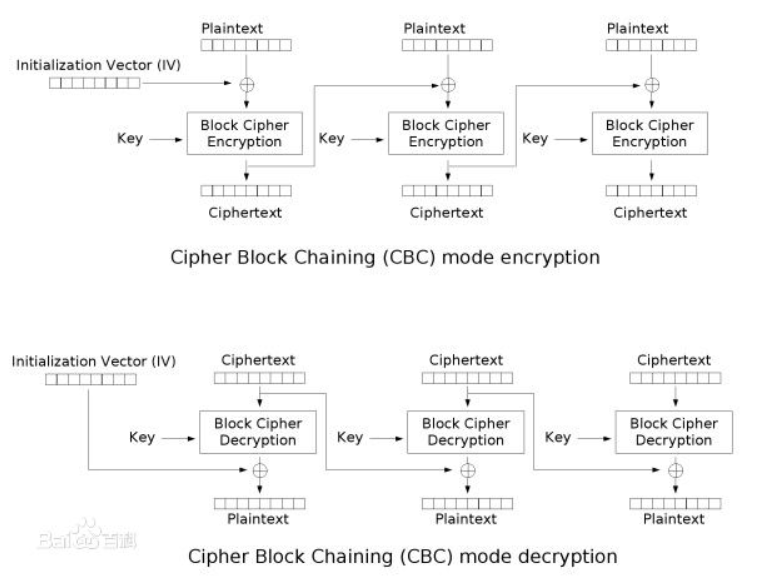 Plaintext Plaintext Plaintext
Initialization Vector (IV)
Key Block Cipher Encryption Key Block Cipher Encryption Key Block Cipher Encryption
Ciphertext Ciphertext Ciphertext
Cipher Block Chaining (CBC) mode encryption
Initialization Vector (IV) Ciphertext Ciphertext Ciphertext
Key Block Cipher Decryption Key Block Cipher Decryption Key Block Cipher Decryption
Plaintext Plaintext Plaintext
Baidu百科
Cipher Block Chaining (CBC) mode decryption